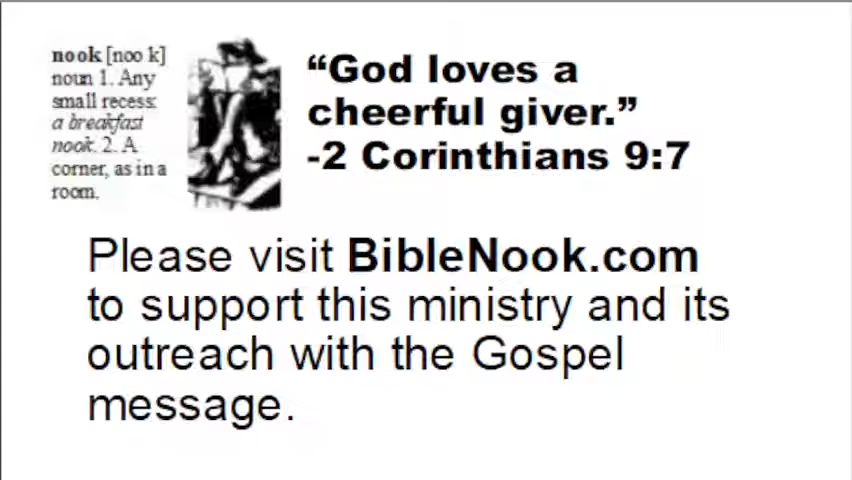 nook [noo k]
noun 1. Any
small recess:
a breakfast
nook. 2. A
corner, as in a
room.
“God loves a
cheerful giver.”
-2 Corinthians 9:7
Please visit BibleNook.com
to support this ministry and its
outreach with the Gospel
message.